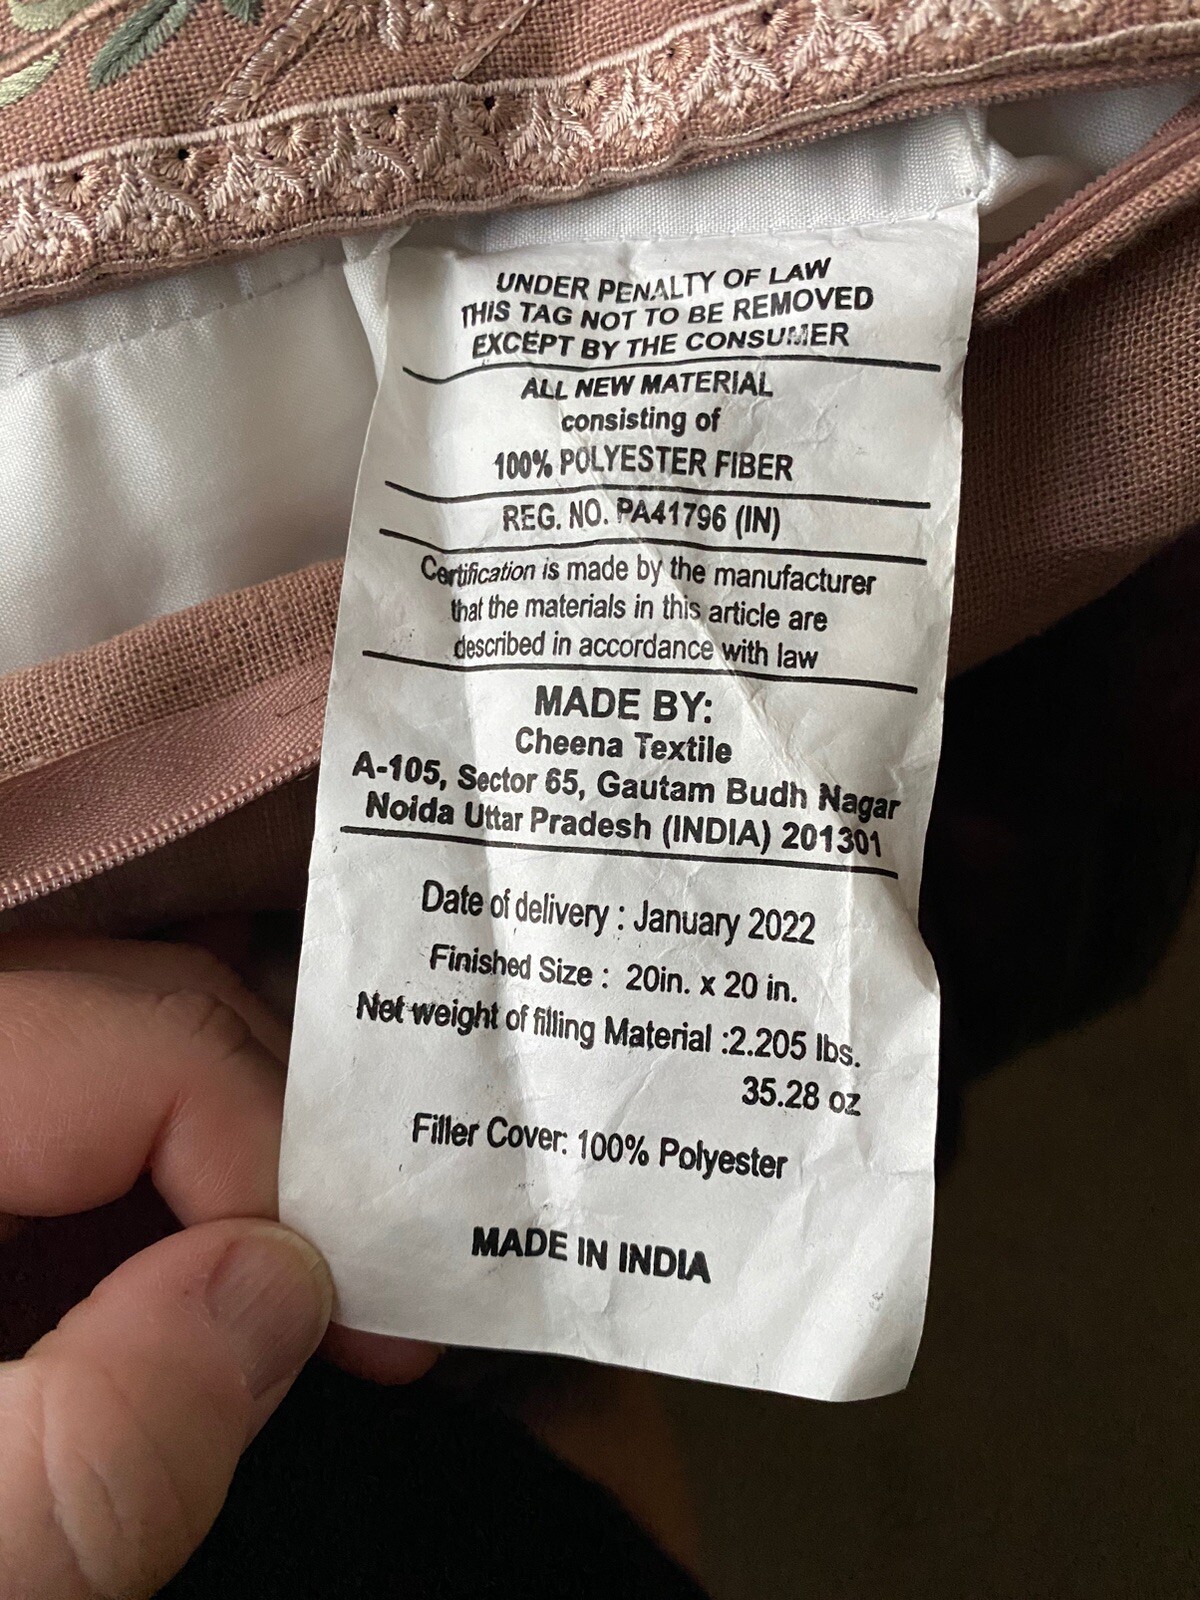 UNDER PENALTY OF LAW
THIS TAG NOT TO BE REMOVED
EXCEPT BY THE CONSUMER
ALL NEW MATERIAL
consisting of
100% POLYESTER FIBER
REG. NO. PA41796 (IN)
Certification is made by the manufacturer
that the materials in this article are
described in accordance with law
MADE BY:
Cheena Textile
A-105, Sector 65, Gautam Budh Nagar
Noida Uttar Pradesh (INDIA) 201301
Date of delivery : January 2022
Finished Size : 20in. x 20 in.
Net weight of filling Material :2.205 lbs.
35.28 oz
Filler Cover: 100% Polyester
MADE IN INDIA